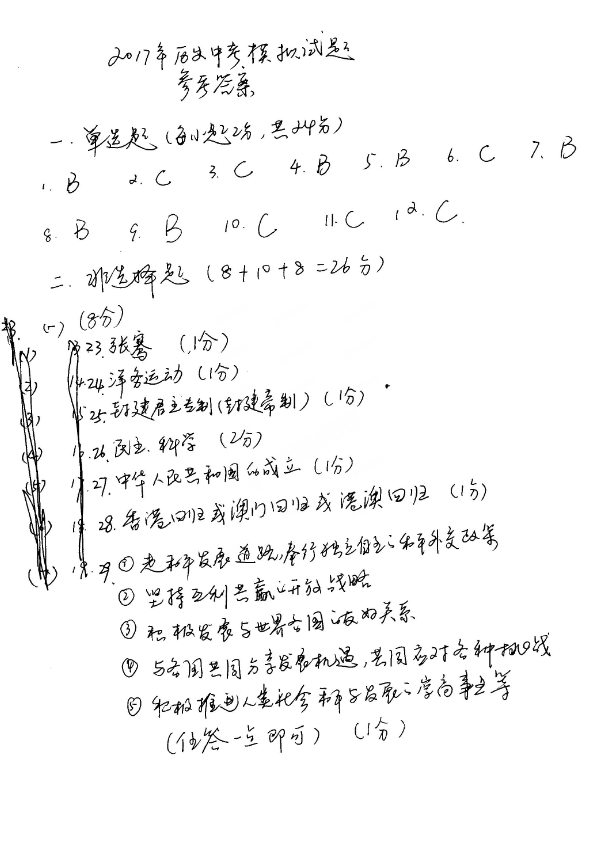 2017年历史中考模拟试题
参考答案
一. 单选题 (每小题2分, 共24分)
1. B 2. C 3. C 4. B 5. B 6. C 7. B
8. B 9. B 10. C 11. C 12. C.
二. 非选择题 (8+10+8=26分)
(一) (8分)
23. 张骞 (1分)
24. 洋务运动 (1分)
25. 封建君主专制(封建帝制) (1分)
26. 民主. 科学 (2分)
27. 中华人民共和国的成立 (1分)
28. 香港回归或澳门回归或港澳回归 (1分)
29. ① 走和平发展道路, 奉行独立自主的和平外交政策
② 坚持互利共赢的开放战略
③ 积极发展与世界各国的友好关系
④ 与各国共同分享发展机遇, 共同应对各种挑战
⑤ 积极推进人类社会和平与发展的崇高事业等
(任答一点即可) (1分)